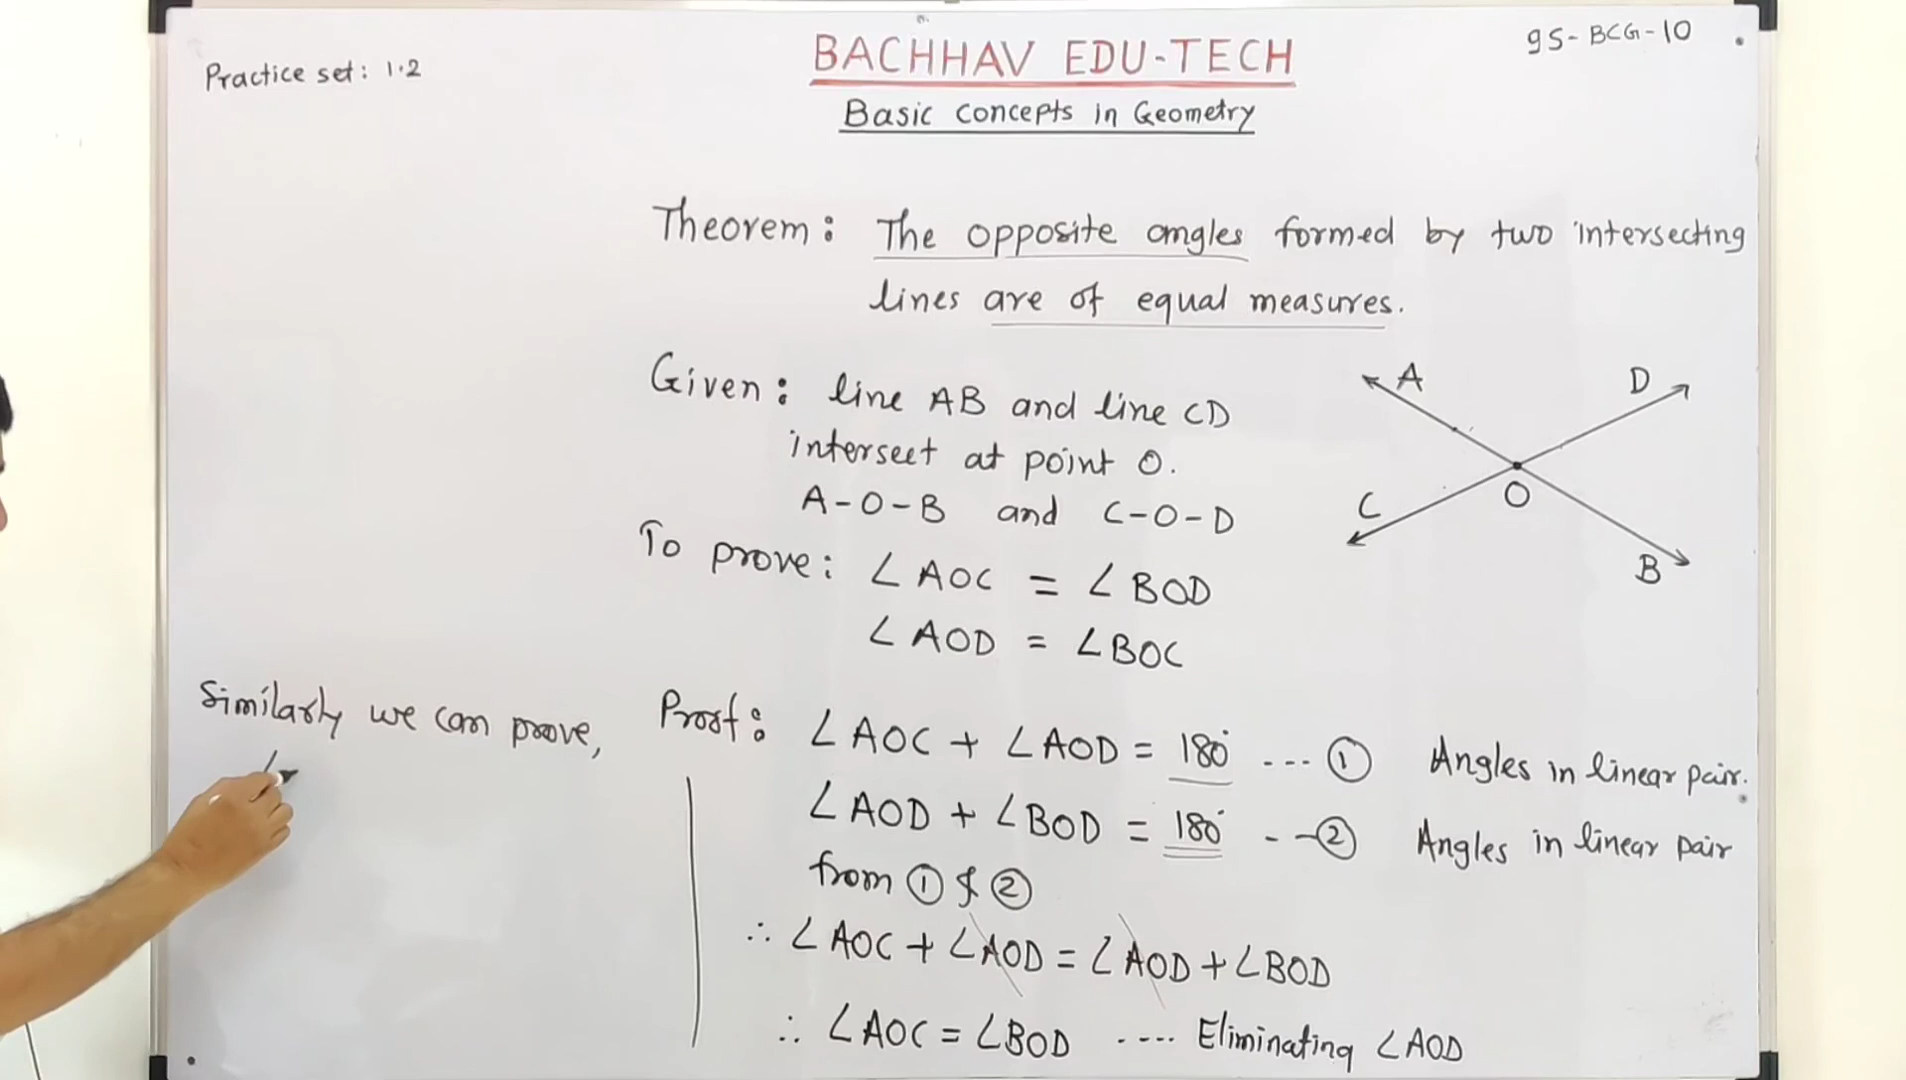 Practice set: 1.2
BACHHAV EDU-TECH
9S-BCG-10
Basic Concepts in Geometry
Theorem: The opposite angles formed by two intersecting
lines are of equal measures.
Given: line AB and line CD
intersect at point O.
A-O-B and C-O-D
A
D
C
O
B
To prove: ∠AOC = ∠BOD
∠AOD = ∠BOC
Proof: ∠AOC + ∠AOD = 180° ---- ① Angles in linear pair.
∠AOD + ∠BOD = 180° --- ② Angles in linear pair
from ① & ②
∴ ∠AOC + ∠AOD = ∠AOD + ∠BOD
∴ ∠AOC = ∠BOD ---- Eliminating ∠AOD
Similarly we can prove,